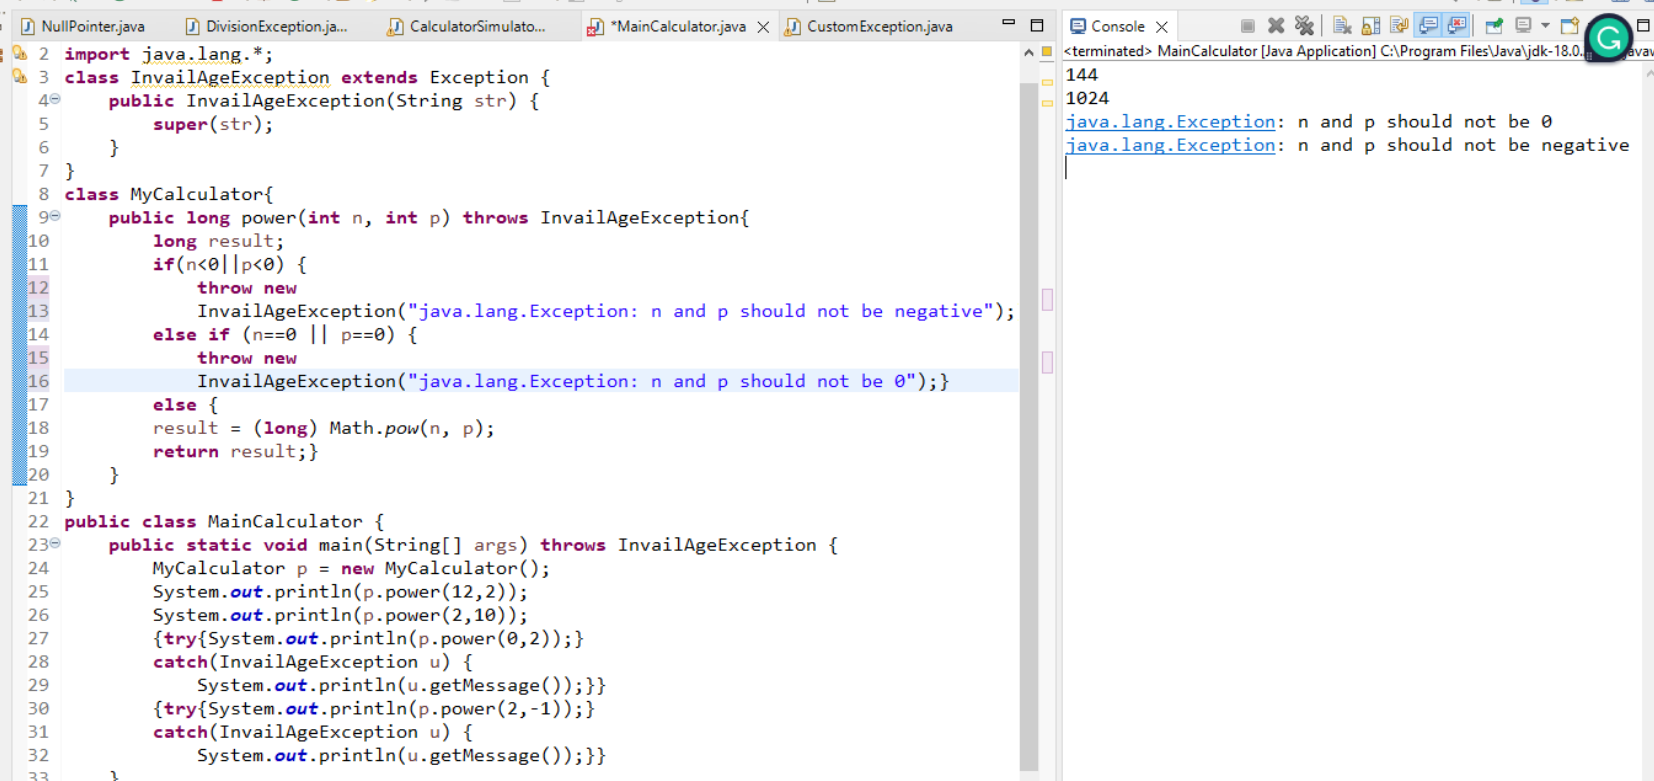 NullPointer.java
DivisionException.ja...
CalculatorSimulato...
*MainCalculator.java
CustomException.java
2 import java.lang.*;
3 class InvailAgeException extends Exception {
4 public InvailAgeException(String str) {
5 super(str);
6 }
7 }
8 class MyCalculator{
9 public long power(int n, int p) throws InvailAgeException{
10 long result;
11 if(n<0||p<0) {
12 throw new
13 InvailAgeException("java.lang.Exception: n and p should not be negative");
14 else if (n==0 || p==0) {
15 throw new
16 InvailAgeException("java.lang.Exception: n and p should not be 0");}
17 else {
18 result = (long) Math.pow(n, p);
19 return result;}
20 }
21 }
22 public class MainCalculator {
23 public static void main(String[] args) throws InvailAgeException {
24 MyCalculator p = new MyCalculator();
25 System.out.println(p.power(12,2));
26 System.out.println(p.power(2,10));
27 {try{System.out.println(p.power(0,2));}
28 catch(InvailAgeException u) {
29 System.out.println(u.getMessage());}}
30 {try{System.out.println(p.power(2,-1));}
31 catch(InvailAgeException u) {
32 System.out.println(u.getMessage());}}
33 }
Console
<terminated> MainCalculator [Java Application] C:\Program Files\Java\jdk-18.0.
144
1024
java.lang.Exception: n and p should not be 0
java.lang.Exception: n and p should not be negative